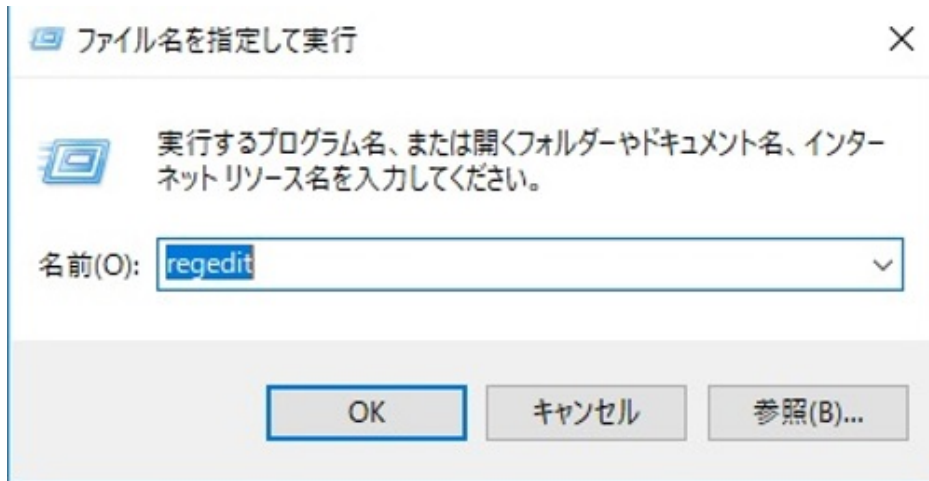 ファイル名を指定して実行
実行するプログラム名、または開くフォルダーやドキュメント名、インター
ネット リソース名を入力してください。
名前(O): regedit
OK キャンセル 参照(B)...